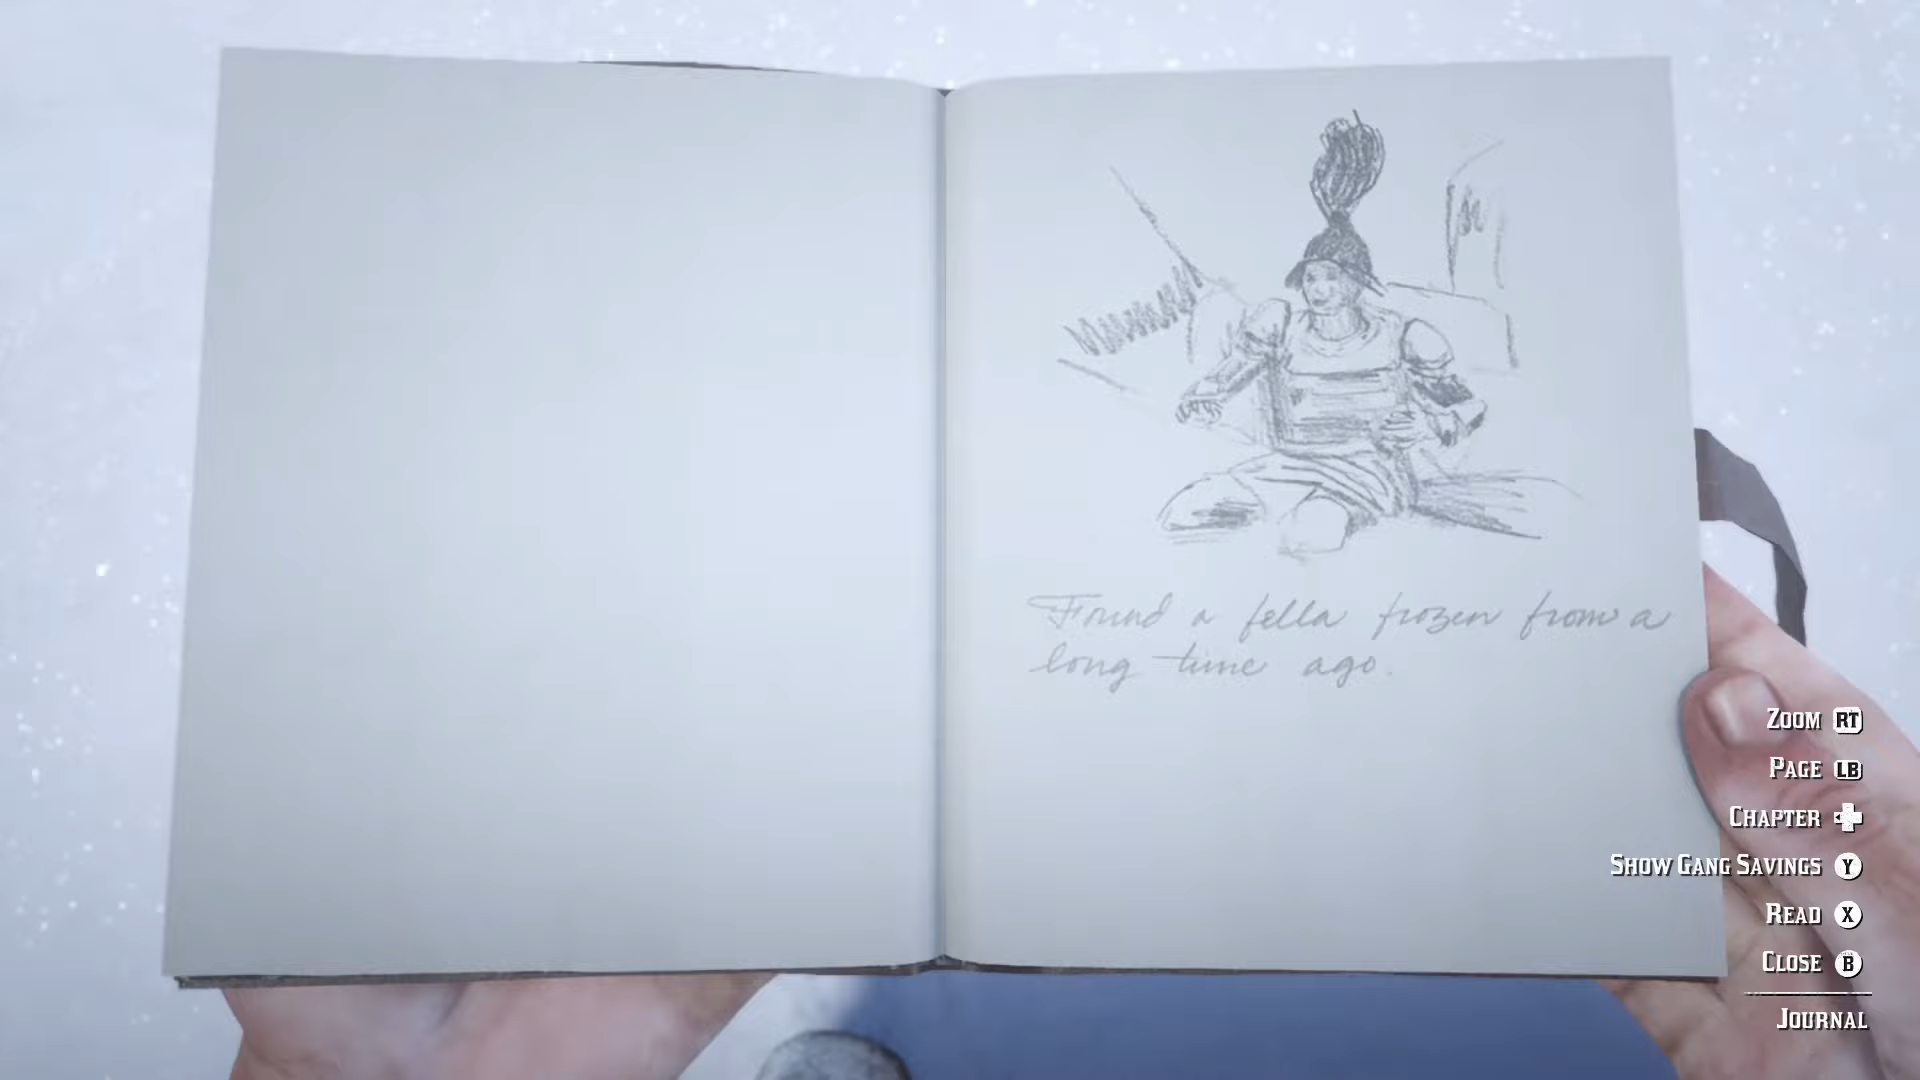 Found a fella frozen from a
long time ago.
Zoom RT
Page LB
Chapter
Show Gang Savings Y
Read X
Close B
Journal